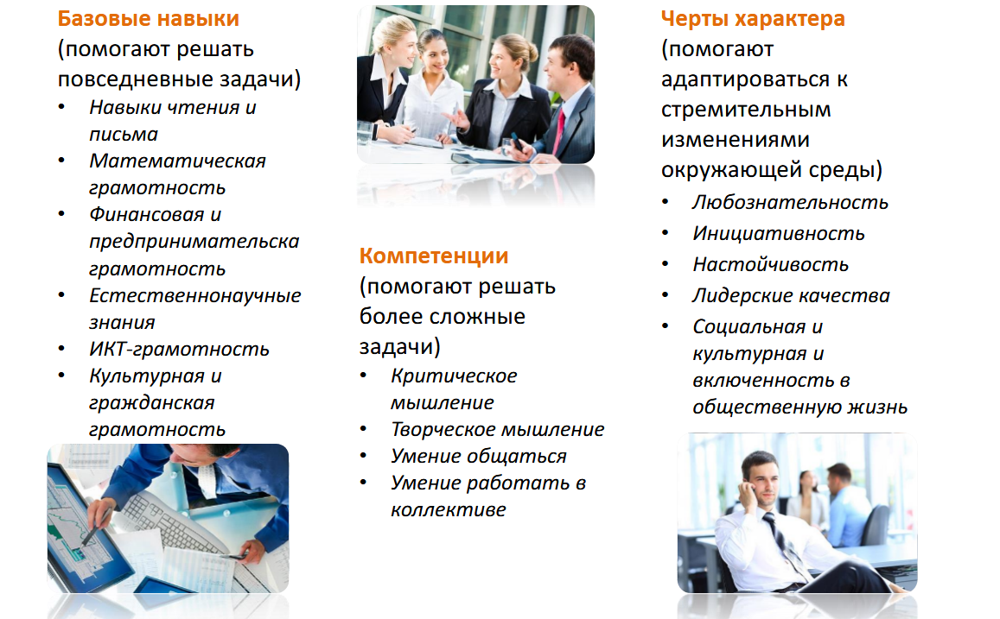 Базовые навыки
(помогают решать
повседневные задачи)
• Навыки чтения и
письма
• Математическая
грамотность
• Финансовая и
предпринимательска
грамотность
• Естественнонаучные
знания
• ИКТ-грамотность
• Культурная и
гражданская
грамотность
Компетенции
(помогают решать
более сложные
задачи)
• Критическое
мышление
• Творческое мышление
• Умение общаться
• Умение работать в
коллективе
Черты характера
(помогают
адаптироваться к
стремительным
изменениями
окружающей среды)
• Любознательность
• Инициативность
• Настойчивость
• Лидерские качества
• Социальная и
культурная и
включенность в
общественную жизнь